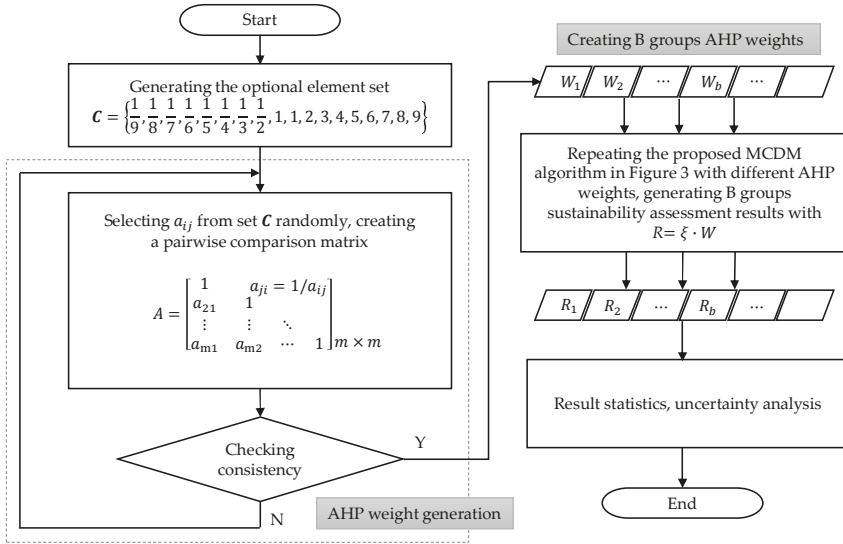 Start
Generating the optional element set
C = {1/9, 1/8, 1/7, 1/6, 1/5, 1/4, 1/3, 1/2, 1, 1, 2, 3, 4, 5, 6, 7, 8, 9}
Selecting a_ij from set C randomly, creating
a pairwise comparison matrix
1 a_ji = 1/a_ij
a_21 1
A =
⋮ ⋮ ⋱
a_m1 a_m2 ⋯ 1 m × m
Checking
consistency
Y
N
AHP weight generation
Creating B groups AHP weights
W_1 W_2 ⋯ W_b ⋯
Repeating the proposed MCDM
algorithm in Figure 3 with different AHP
weights, generating B groups
sustainability assessment results with
R= ξ · W
R_1 R_2 ⋯ R_b ⋯
Result statistics, uncertainty analysis
End